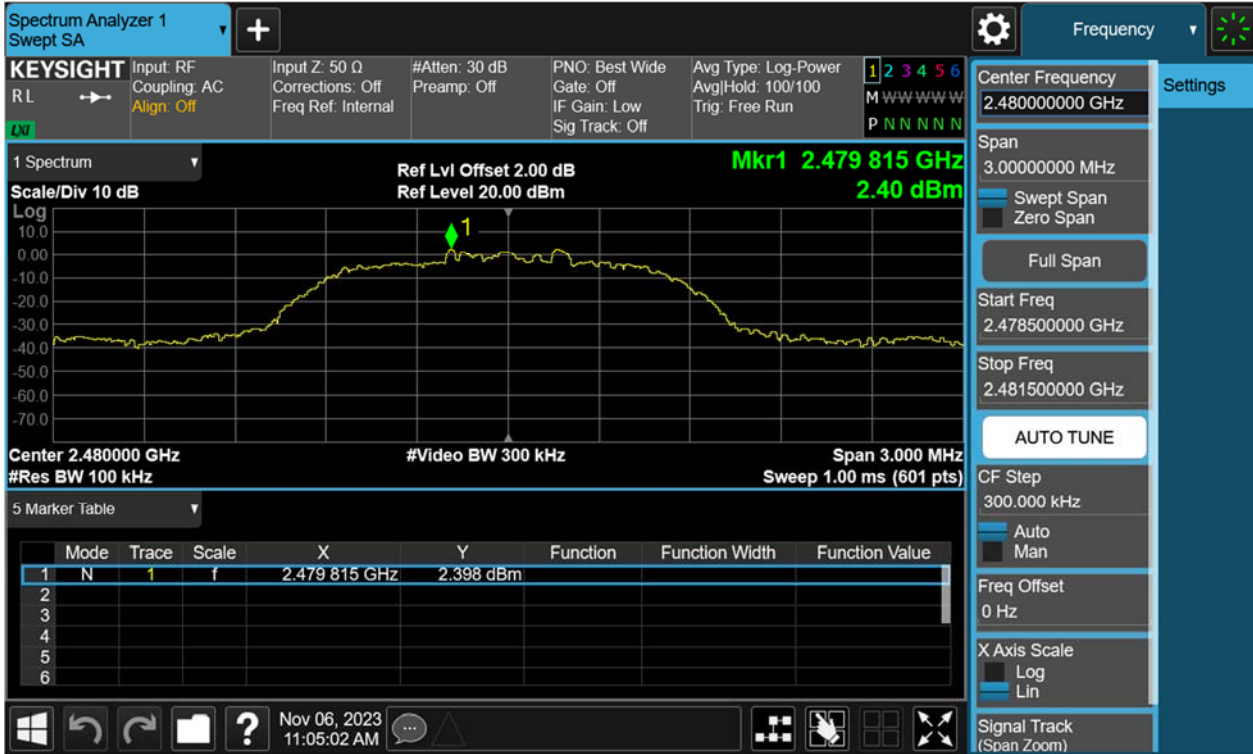 Spectrum Analyzer 1
Swept SA
+
Frequency
KEYSIGHT
RL
LXI
Input: RF
Coupling: AC
Align: Off
Input Z: 50 Ω
Corrections: Off
Freq Ref: Internal
#Atten: 30 dB
Preamp: Off
PNO: Best Wide
Gate: Off
IF Gain: Low
Sig Track: Off
Avg Type: Log-Power
Avg|Hold: 100/100
Trig: Free Run
1 2 3 4 5 6
M W W W W W
P N N N N N
1 Spectrum
Scale/Div 10 dB
Ref Lvl Offset 2.00 dB
Ref Level 20.00 dBm
Mkr1 2.479 815 GHz
2.40 dBm
Log
1
10.0
0.00
-10.0
-20.0
-30.0
-40.0
-50.0
-60.0
-70.0
Center 2.480000 GHz
#Res BW 100 kHz
#Video BW 300 kHz
Span 3.000 MHz
Sweep 1.00 ms (601 pts)
5 Marker Table
Mode Trace Scale X Y Function Function Width Function Value
1 N 1 f 2.479 815 GHz 2.398 dBm
2
3
4
5
6
?
Nov 06, 2023
11:05:02 AM
Center Frequency
2.480000000 GHz
Span
3.00000000 MHz
Swept Span
Zero Span
Full Span
Start Freq
2.478500000 GHz
Stop Freq
2.481500000 GHz
AUTO TUNE
CF Step
300.000 kHz
Auto
Man
Freq Offset
0 Hz
X Axis Scale
Log
Lin
Signal Track
(Span Zoom)
Settings